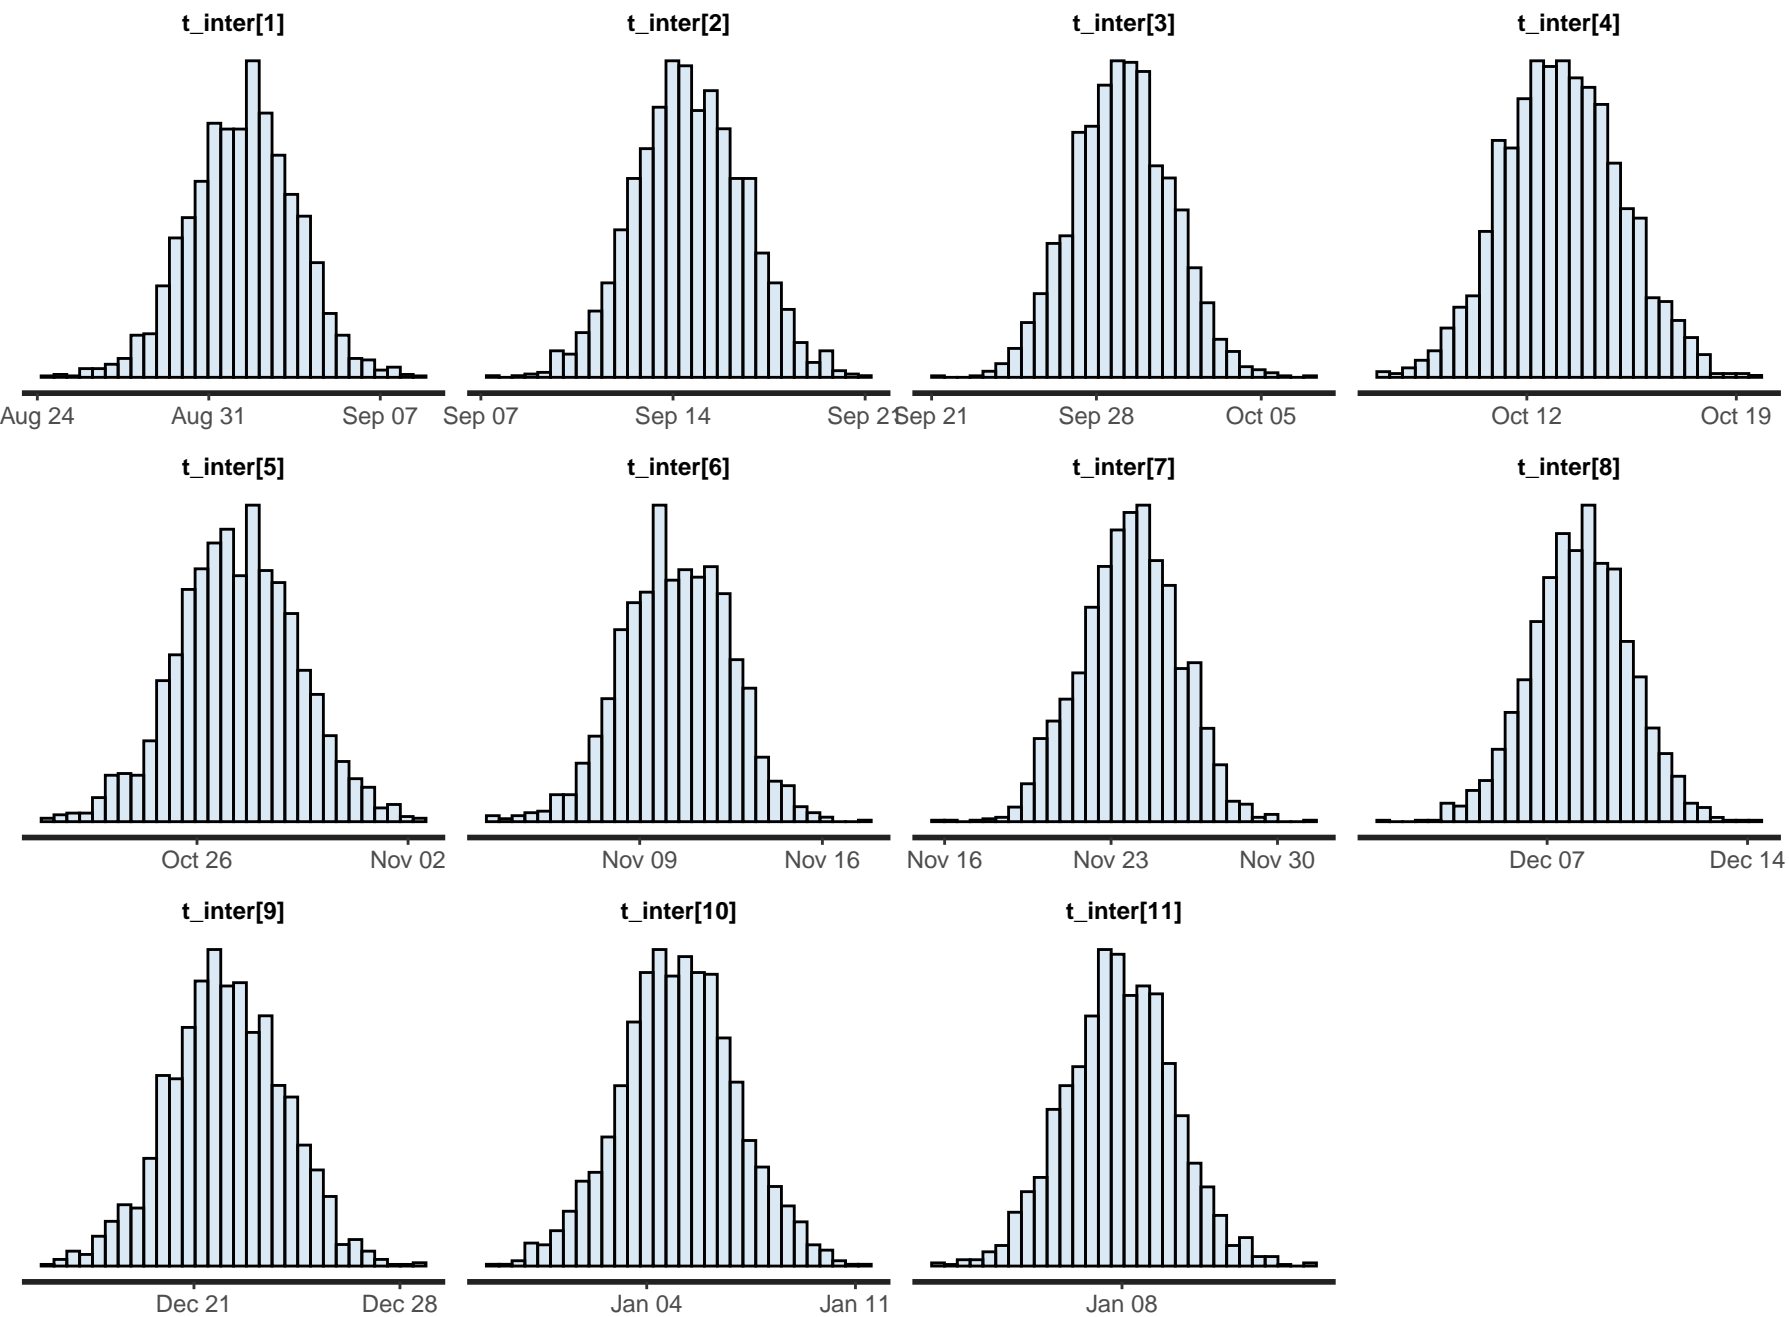 t_inter[1] t_inter[2] t_inter[3] t_inter[4]
Aug 24 Aug 31 Sep 07 Sep 07 Sep 14 Sep 21 Sep 21 Sep 28 Oct 05 Oct 12 Oct 19
t_inter[5] t_inter[6] t_inter[7] t_inter[8]
Oct 26 Nov 02 Nov 09 Nov 16 Nov 16 Nov 23 Nov 30 Dec 07 Dec 14
t_inter[9] t_inter[10] t_inter[11]
Dec 21 Dec 28 Jan 04 Jan 11 Jan 08